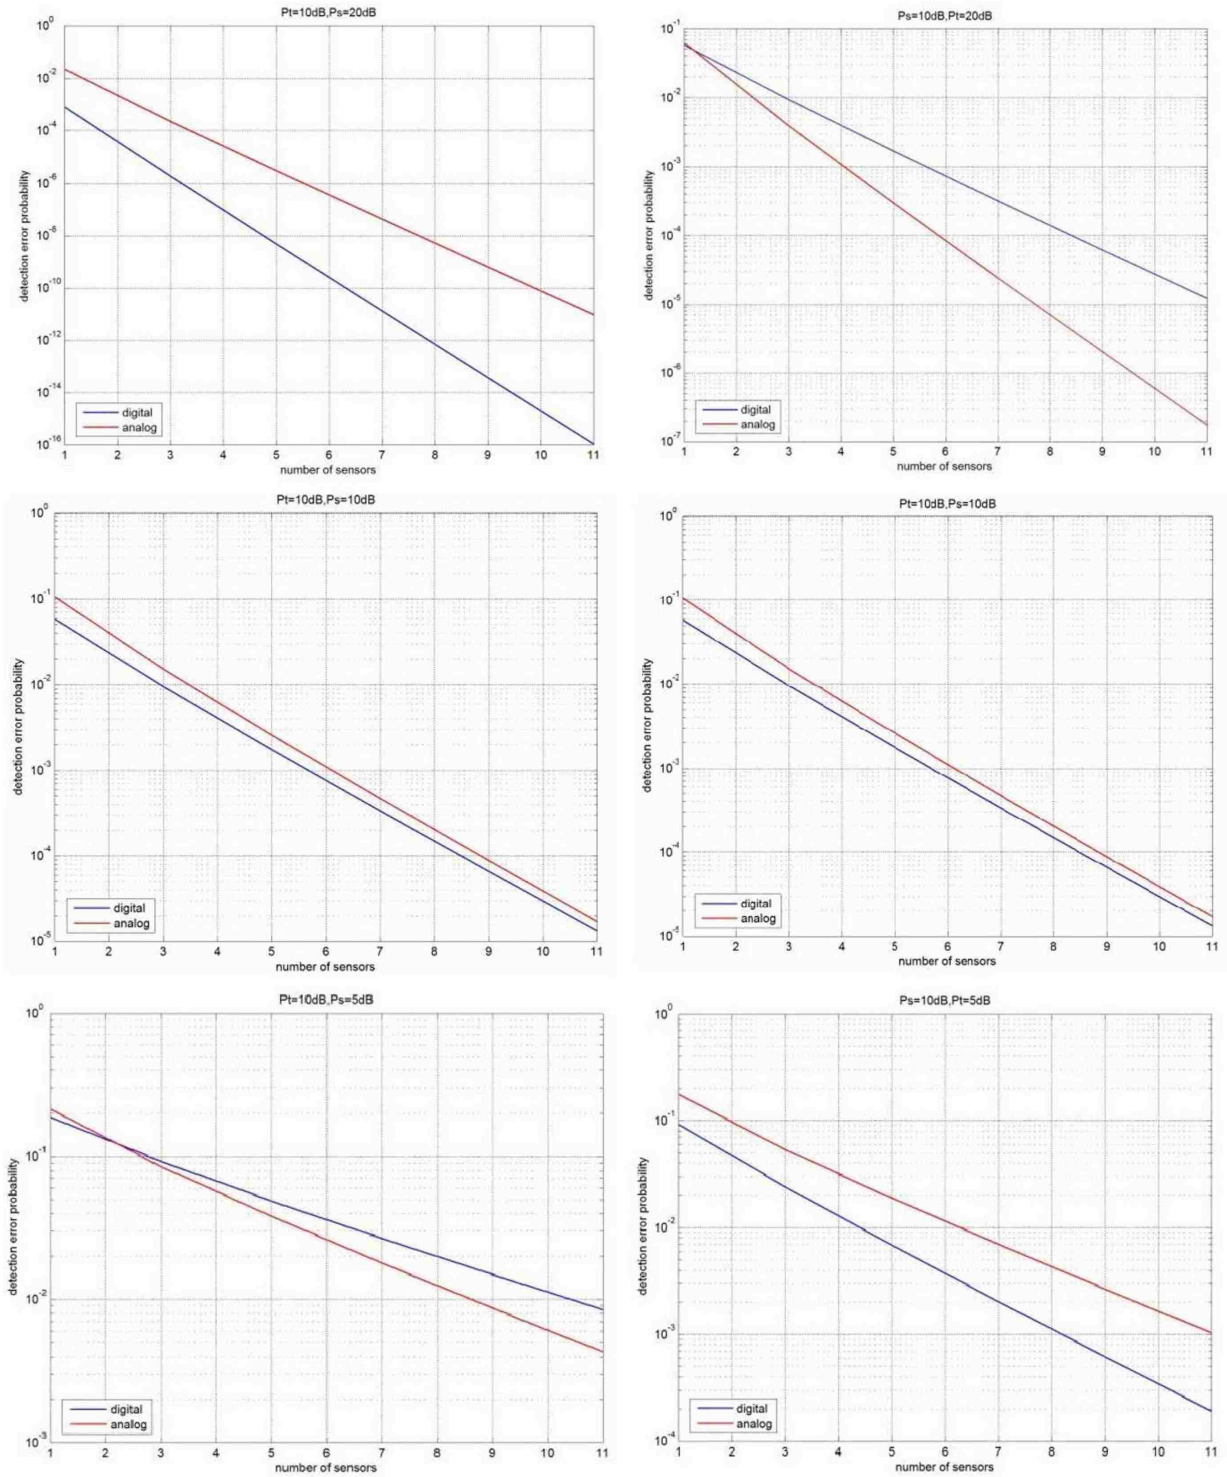 Pt=10dB,Ps=20dB
10^0
10^-2
10^-4
10^-6
10^-8
10^-10
10^-12
10^-14
10^-16
detection error probability
digital
analog
1 2 3 4 5 6 7 8 9 10 11
number of sensors
Ps=10dB,Pt=20dB
10^-1
10^-2
10^-3
10^-4
10^-5
10^-6
10^-7
detection error probability
digital
analog
1 2 3 4 5 6 7 8 9 10 11
number of sensors
Pt=10dB,Ps=10dB
10^0
10^-1
10^-2
10^-3
10^-4
10^-5
detection error probability
digital
analog
1 2 3 4 5 6 7 8 9 10 11
number of sensors
Pt=10dB,Ps=10dB
10^0
10^-1
10^-2
10^-3
10^-4
10^-5
detection error probability
digital
analog
1 2 3 4 5 6 7 8 9 10 11
number of sensors
Pt=10dB,Ps=5dB
10^0
10^-1
10^-2
10^-3
detection error probability
digital
analog
1 2 3 4 5 6 7 8 9 10 11
number of sensors
Ps=10dB,Pt=5dB
10^0
10^-1
10^-2
10^-3
10^-4
detection error probability
digital
analog
1 2 3 4 5 6 7 8 9 10 11
number of sensors